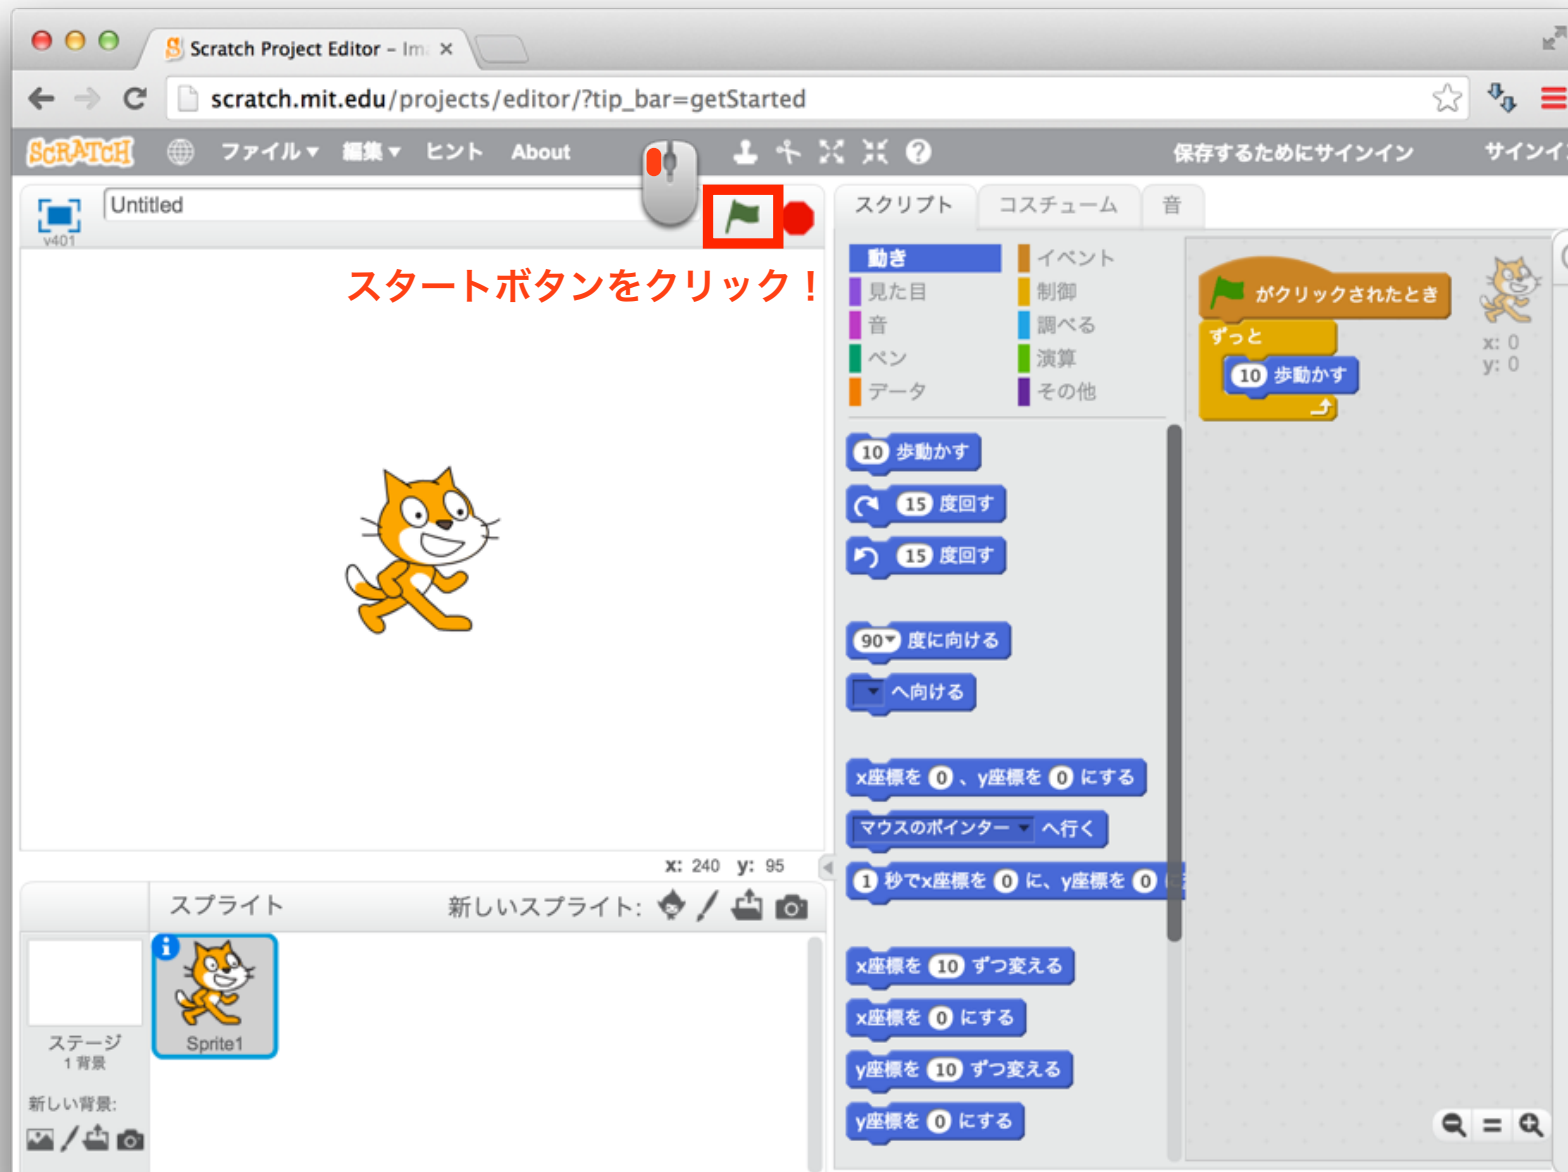 Scratch Project Editor – Im
scratch.mit.edu/projects/editor/?tip_bar=getStarted
SCRATCH
ファイル▼ 編集▼ ヒント About
保存するためにサインイン
サインイ
v401
Untitled
スタートボタンをクリック！
x: 240 y: 95
スプライト
新しいスプライト:
ステージ
1 背景
新しい背景:
Sprite1
スクリプト コスチューム 音
動き
見た目
音
ペン
データ
イベント
制御
調べる
演算
その他
10 歩動かす
15 度回す
15 度回す
90▼ 度に向ける
▼ へ向ける
x座標を 0 、y座標を 0 にする
マウスのポインター ▼ へ行く
1 秒でx座標を 0 に、y座標を 0 に
x座標を 10 ずつ変える
x座標を 0 にする
y座標を 10 ずつ変える
y座標を 0 にする
がクリックされたとき
ずっと
10 歩動かす
x: 0
y: 0